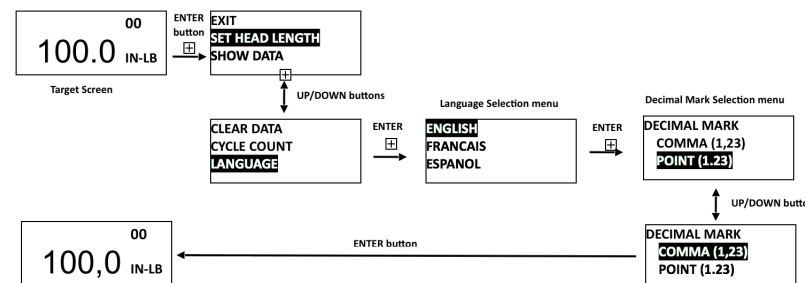 00
100.0 IN-LB
Target Screen
ENTER
button
EXIT
SET HEAD LENGTH
SHOW DATA
UP/DOWN buttons
CLEAR DATA
CYCLE COUNT
LANGUAGE
ENTER
Language Selection menu
ENGLISH
FRANCAIS
ESPANOL
ENTER
Decimal Mark Selection menu
DECIMAL MARK
COMMA (1,23)
POINT (1.23)
UP/DOWN butto
DECIMAL MARK
COMMA (1,23)
POINT (1.23)
ENTER button
00
100,0 IN-LB